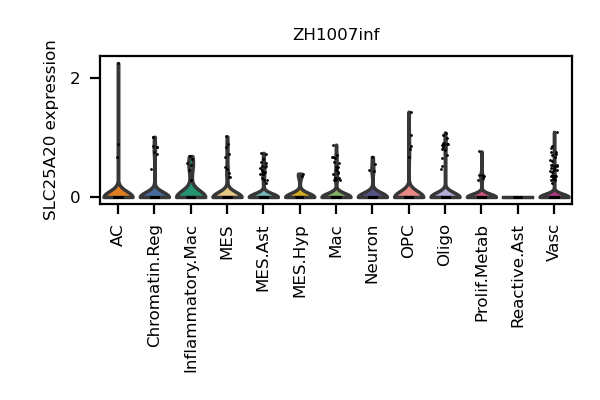 ZH1007inf
SLC25A20 expression
2
0
AC
Chromatin.Reg
Inflammatory.Mac
MES
MES.Ast
MES.Hyp
Mac
Neuron
OPC
Oligo
Prolif.Metab
Reactive.Ast
Vasc